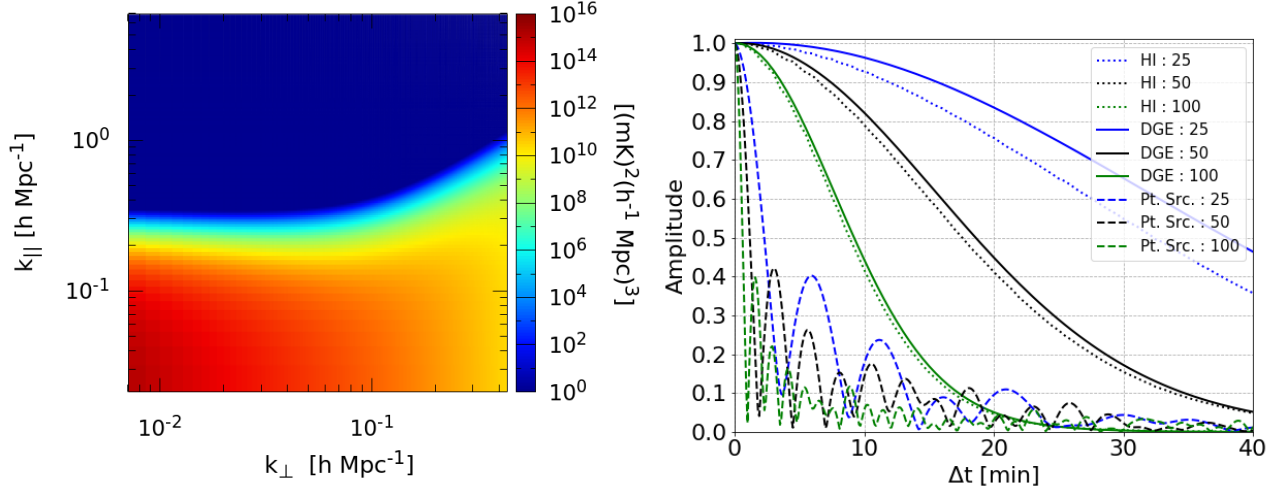 10^0
10^-1
10^-2
10^-1
k_|| [h Mpc^-1]
k_⊥ [h Mpc^-1]
10^16
10^14
10^12
10^10
10^8
10^6
10^4
10^2
10^0
[(mK)^2(h^-1 Mpc)^3]
1.0
0.9
0.8
0.7
0.6
0.5
0.4
0.3
0.2
0.1
0.0
Amplitude
0
10
20
30
40
Δt [min]
HI : 25
HI : 50
HI : 100
DGE : 25
DGE : 50
DGE : 100
Pt. Src. : 25
Pt. Src. : 50
Pt. Src. : 100